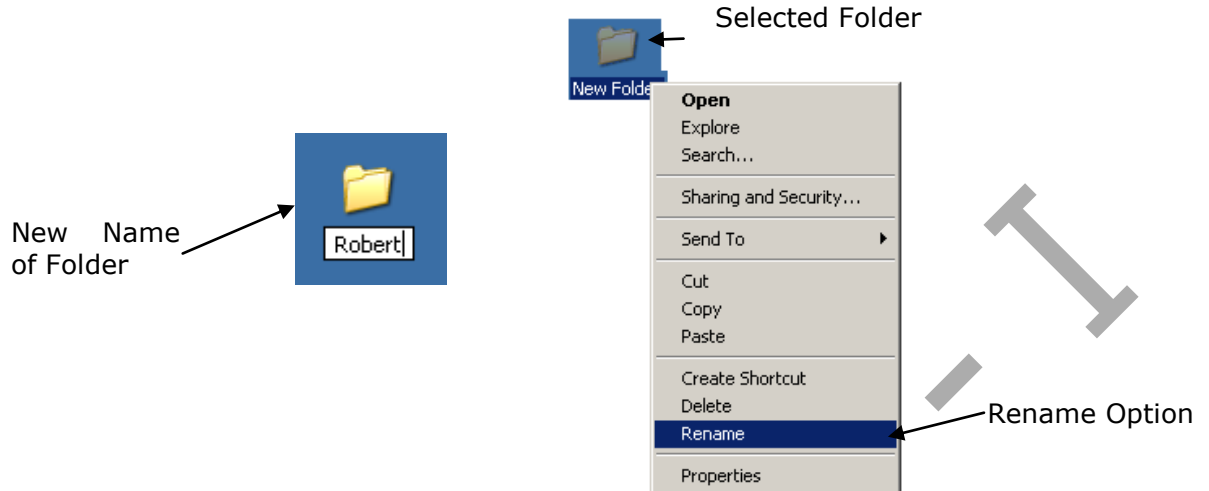 Selected Folder
New Folde
Open
Explore
Search...
Sharing and Security...
Send To
Cut
Copy
Paste
Create Shortcut
Delete
Rename
Properties
New Name
of Folder
Robert
Rename Option